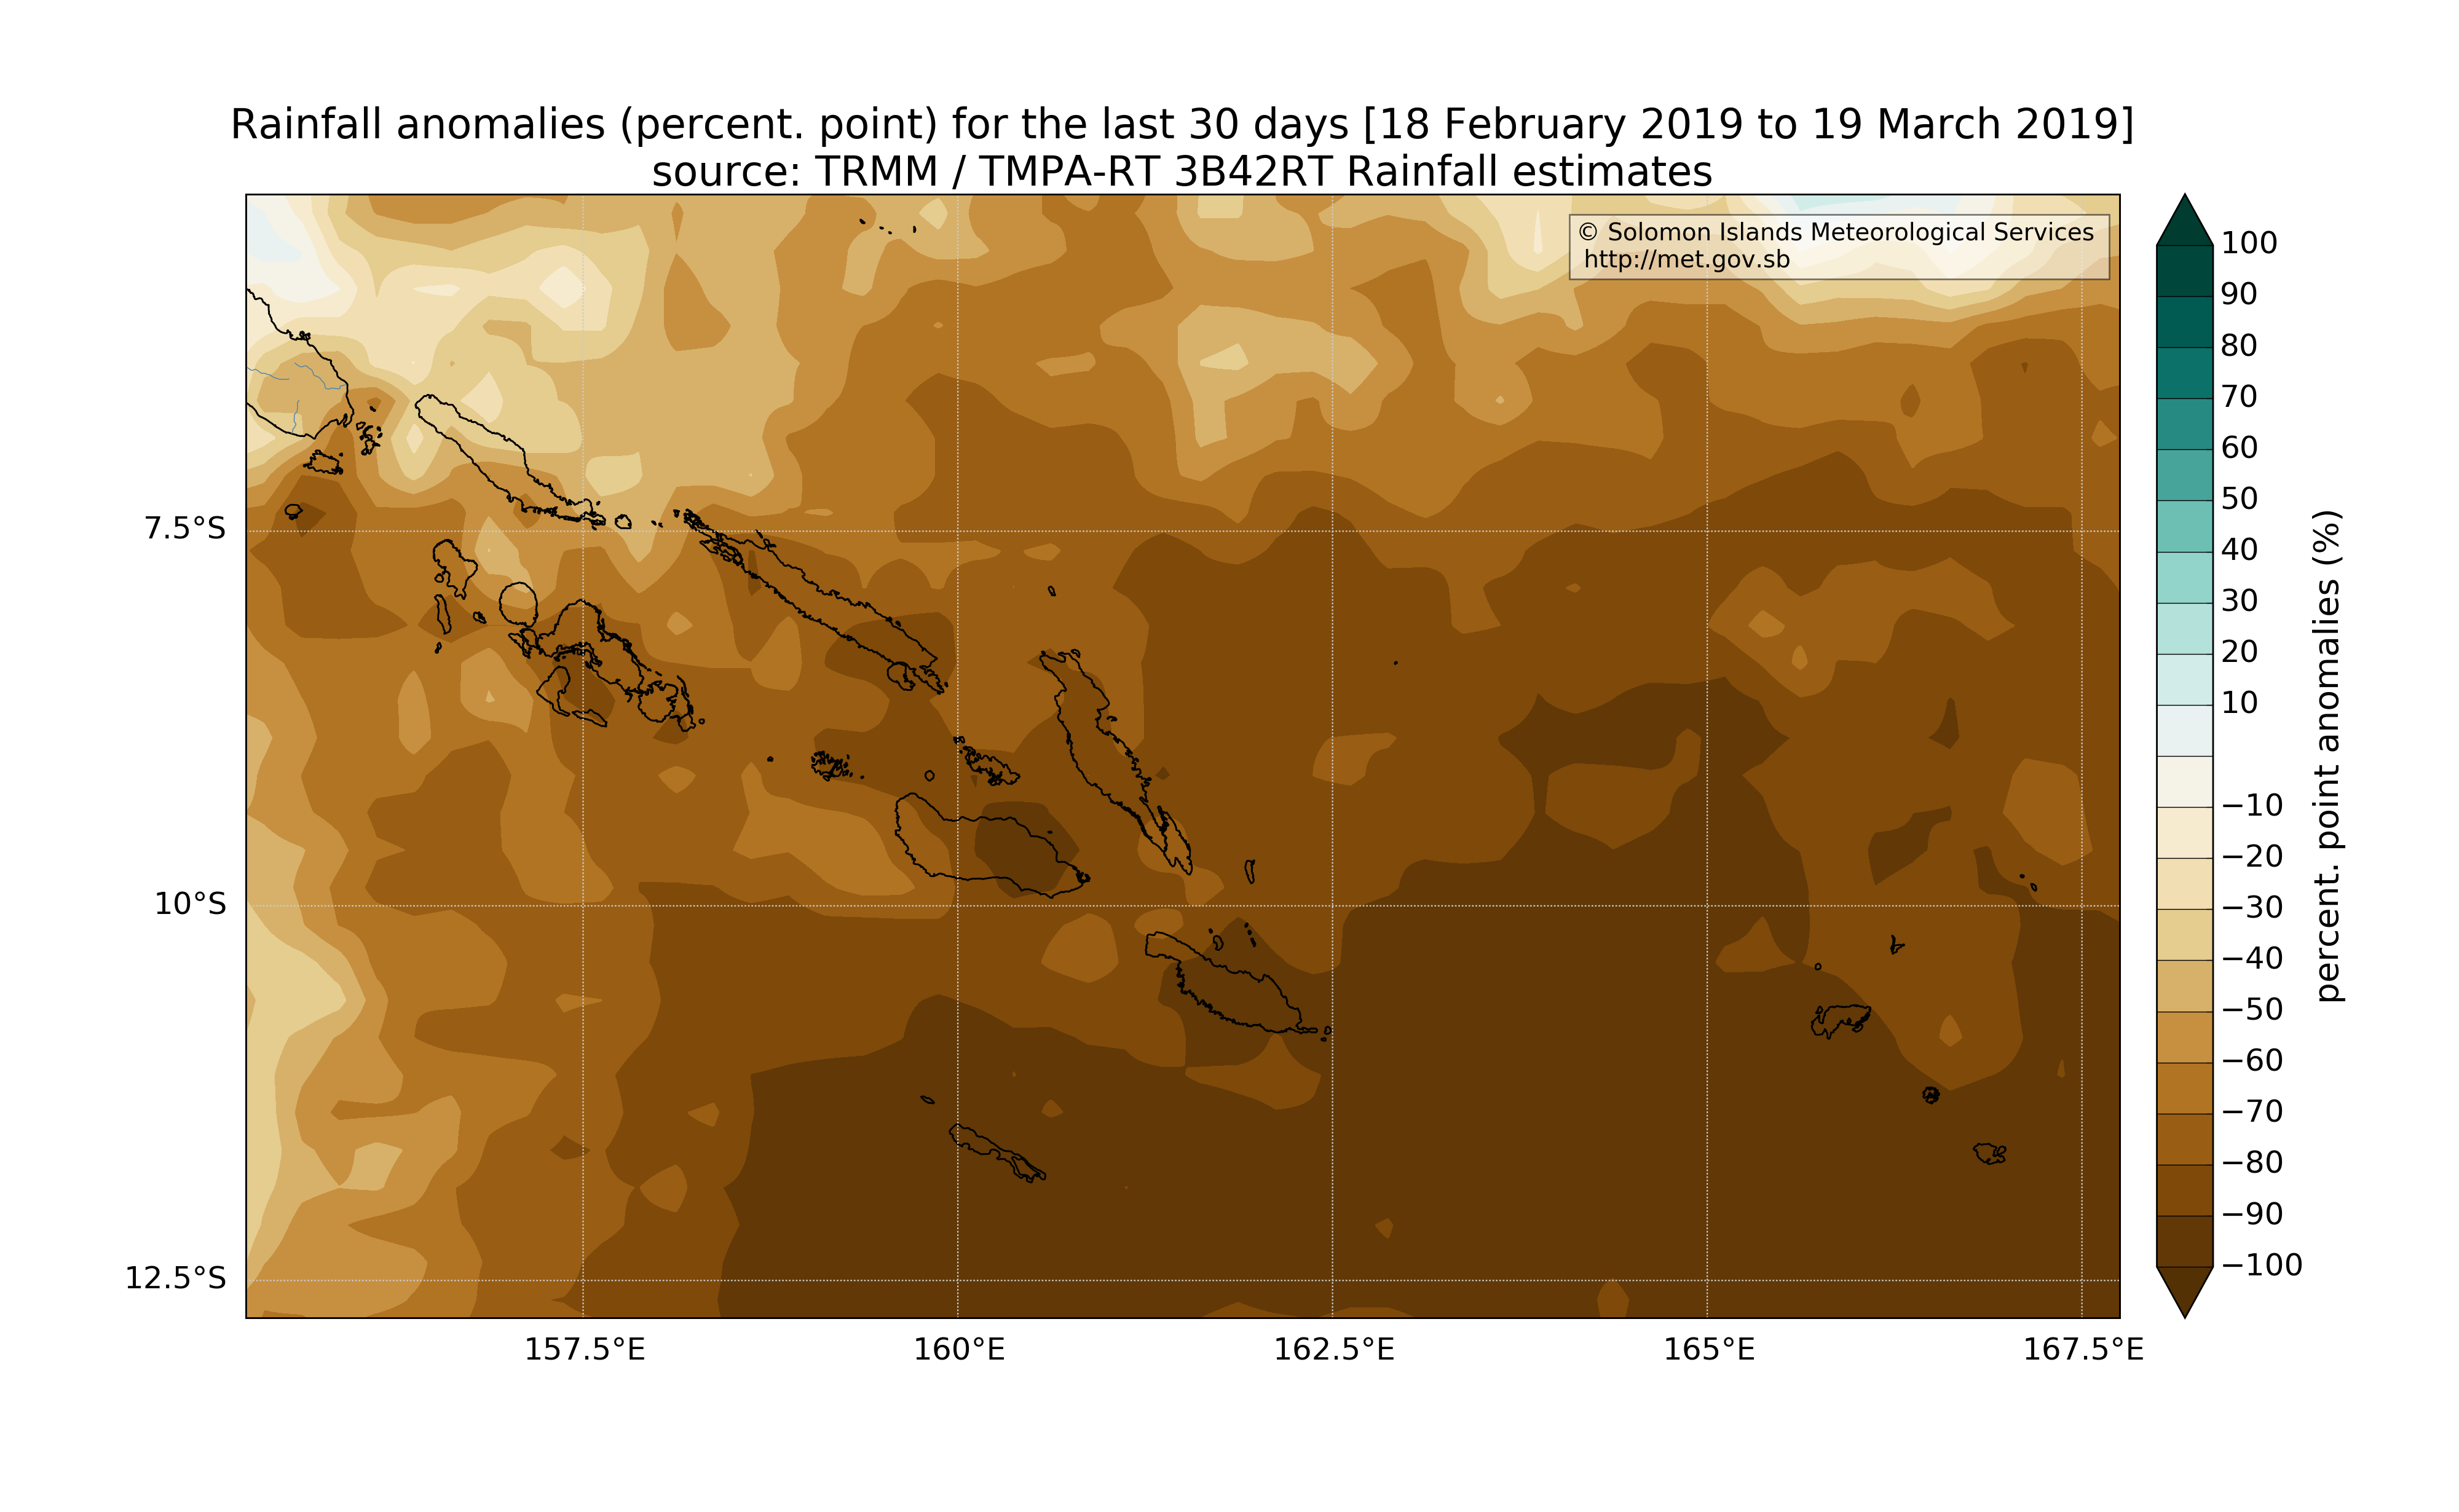 Rainfall anomalies (percent. point) for the last 30 days [18 February 2019 to 19 March 2019]
source: TRMM / TMPA-RT 3B42RT Rainfall estimates
© Solomon Islands Meteorological Services
http://met.gov.sb
7.5°S
10°S
12.5°S
157.5°E
160°E
162.5°E
165°E
167.5°E
100
90
80
70
60
50
40
30
20
10
−10
−20
−30
−40
−50
−60
−70
−80
−90
−100
percent. point anomalies (%)